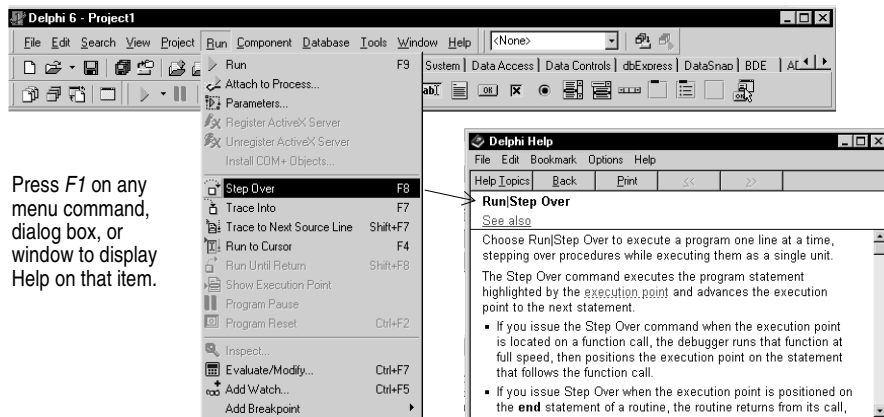 Delphi 6 - Project1
File Edit Search View Project Run Component Database Tools Window Help <None>
System Data Access Data Controls dbExpress DataSnap BDE
Run F9
Attach to Process...
Parameters...
Register ActiveX Server
Unregister ActiveX Server
Install COM+ Objects...
Step Over F8
Trace Into F7
Trace to Next Source Line Shift+F7
Run to Cursor F4
Run Until Return Shift+F8
Show Execution Point
Program Pause
Program Reset Ctrl+F2
Inspect...
Evaluate/Modify... Ctrl+F7
Add Watch... Ctrl+F5
Add Breakpoint
Press F1 on any
menu command,
dialog box, or
window to display
Help on that item.
Delphi Help
File Edit Bookmark Options Help
Help Topics Back Print << >>
Run|Step Over
See also
Choose Run|Step Over to execute a program one line at a time,
stepping over procedures while executing them as a single unit.
The Step Over command executes the program statement
highlighted by the execution point and advances the execution
point to the next statement.
▪ If you issue the Step Over command when the execution point
is located on a function call, the debugger runs that function at
full speed, then positions the execution point on the statement
that follows the function call.
▪ If you issue Step Over when the execution point is positioned on
the end statement of a routine, the routine returns from its call,